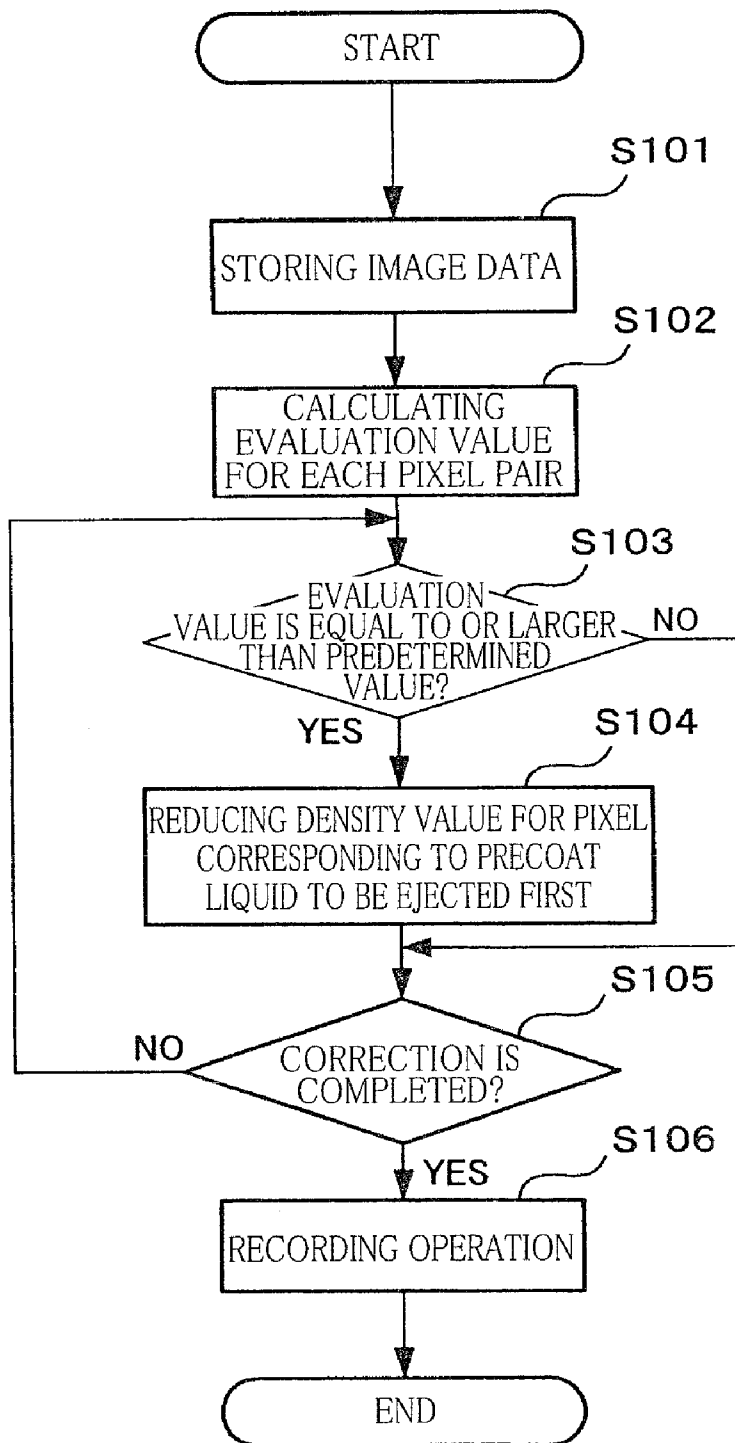 START
S101
STORING IMAGE DATA
S102
CALCULATING
EVALUATION VALUE
FOR EACH PIXEL PAIR
S103
EVALUATION
VALUE IS EQUAL TO OR LARGER
THAN PREDETERMINED
VALUE?
NO
YES
S104
REDUCING DENSITY VALUE FOR PIXEL
CORRESPONDING TO PRECOAT
LIQUID TO BE EJECTED FIRST
S105
NO
CORRECTION IS
COMPLETED?
YES
S106
RECORDING OPERATION
END